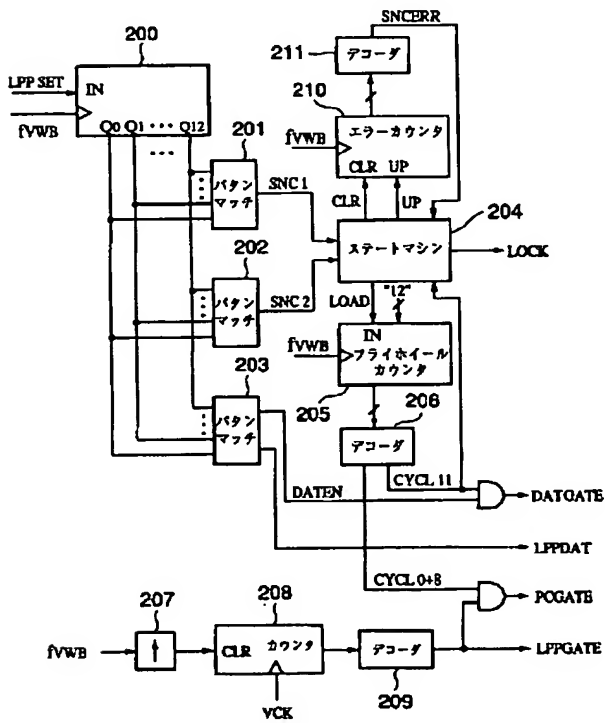 200
LPP SET
IN
fVWB
Q0 Q1 ・・・ Q12
・・・
201
パタン
マッチ
SNC 1
202
パタン
マッチ
SNC 2
203
パタン
マッチ
DATEN
SNCERR
211
デコーダ
210
fVWB
エラーカウンタ
CLR UP
CLR
UP
204
ステートマシン
LOCK
LOAD
"12"
fVWB
IN
フライホイール
カウンタ
205
206
デコーダ
CYCL 11
DATGATE
LPPDAT
CYCL 0+8
PCGATE
207
fVWB
↑
208
CLR カウンタ
VCK
デコーダ
209
LPPGATE